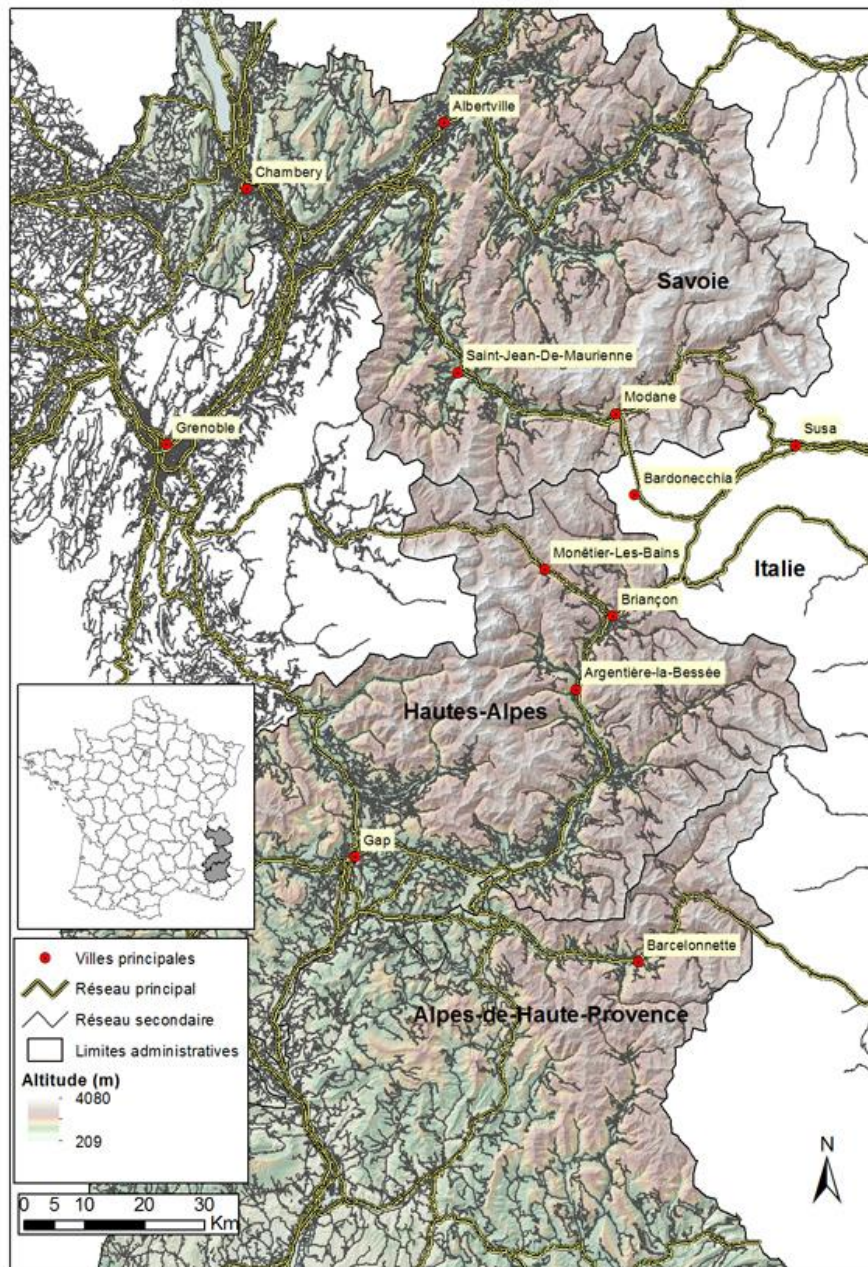 Albertville
Chambery
Savoie
Saint-Jean-De-Maurienne
Modane
Grenoble
Susa
Bardonecchia
Monêtier-Les-Bains
Italie
Briançon
Argentière-la-Bessée
Hautes-Alpes
Gap
Barcelonnette
Alpes-de-Haute-Provence
Villes principales
Réseau principal
Réseau secondaire
Limites administratives
Altitude (m)
4080
209
N
0 5 10 20 30
Km